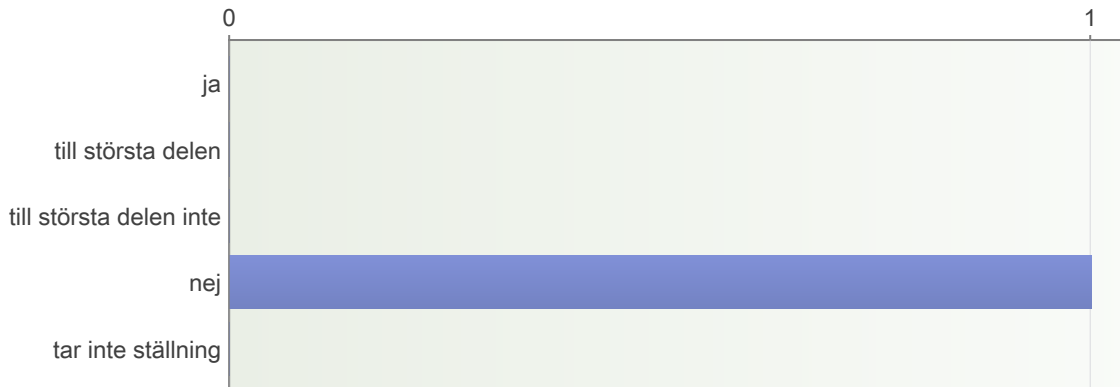 0 1
ja
till största delen
till största delen inte
nej
tar inte ställning